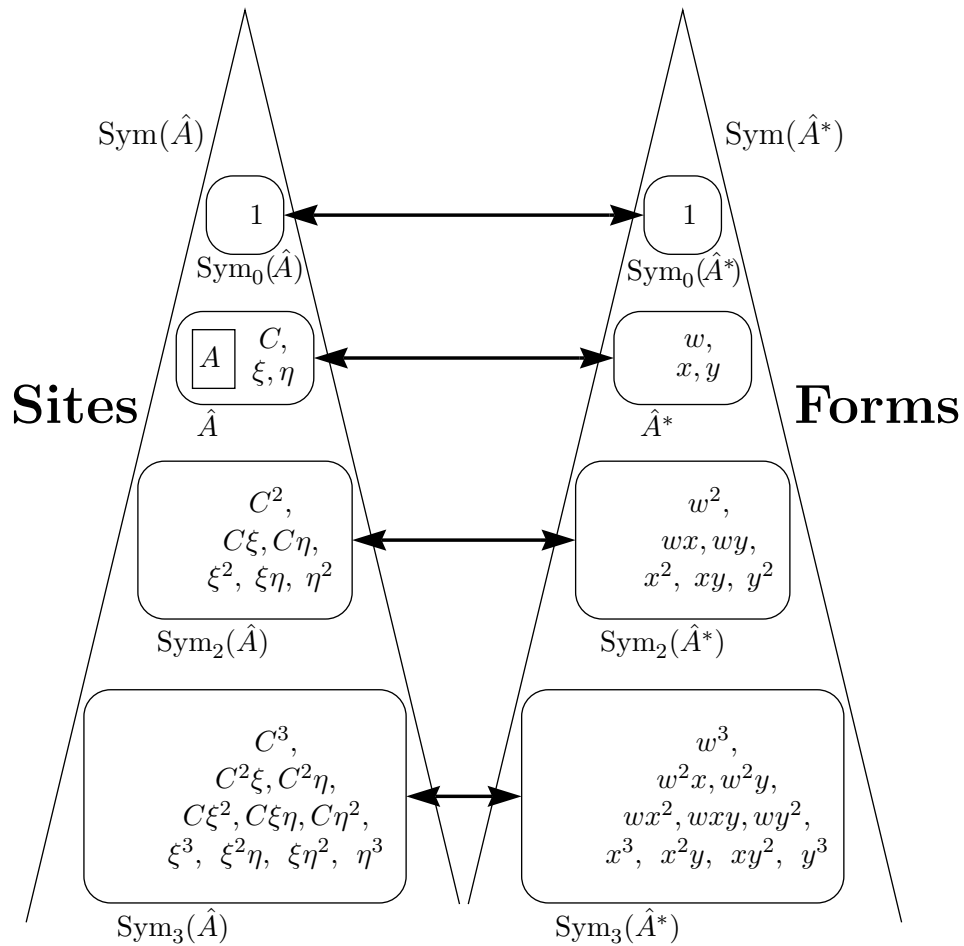 Sym(Â) Sym(Â*)
1 1
Sym₀(Â) Sym₀(Â*)
A C, w,
ξ, η x, y
Sites Forms
Â Â*
C², w²,
Cξ, Cη, wx, wy,
ξ², ξη, η² x², xy, y²
Sym₂(Â) Sym₂(Â*)
C³, w³,
C²ξ, C²η, w²x, w²y,
Cξ², Cξη, Cη², wx², wxy, wy²,
ξ³, ξ²η, ξη², η³ x³, x²y, xy², y³
Sym₃(Â) Sym₃(Â*)